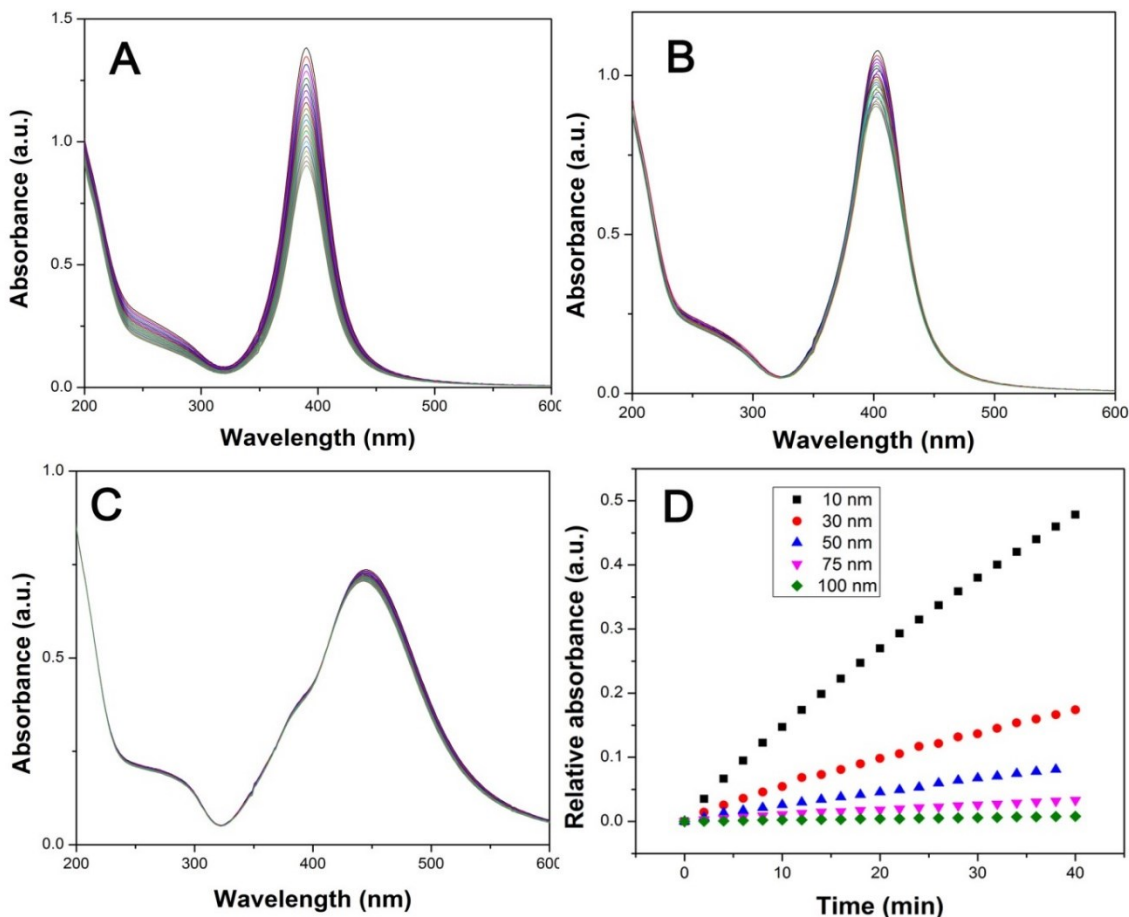 A
1.5
1.0
0.5
0.0
Absorbance (a.u.)
200 300 400 500 600
Wavelength (nm)
B
1.0
0.5
0.0
Absorbance (a.u.)
200 300 400 500 600
Wavelength (nm)
C
1.0
0.5
0.0
Absorbance (a.u.)
200 300 400 500 600
Wavelength (nm)
D
10 nm
30 nm
50 nm
75 nm
100 nm
0.5
0.4
0.3
0.2
0.1
0.0
Relative absorbance (a.u.)
0 10 20 30 40
Time (min)